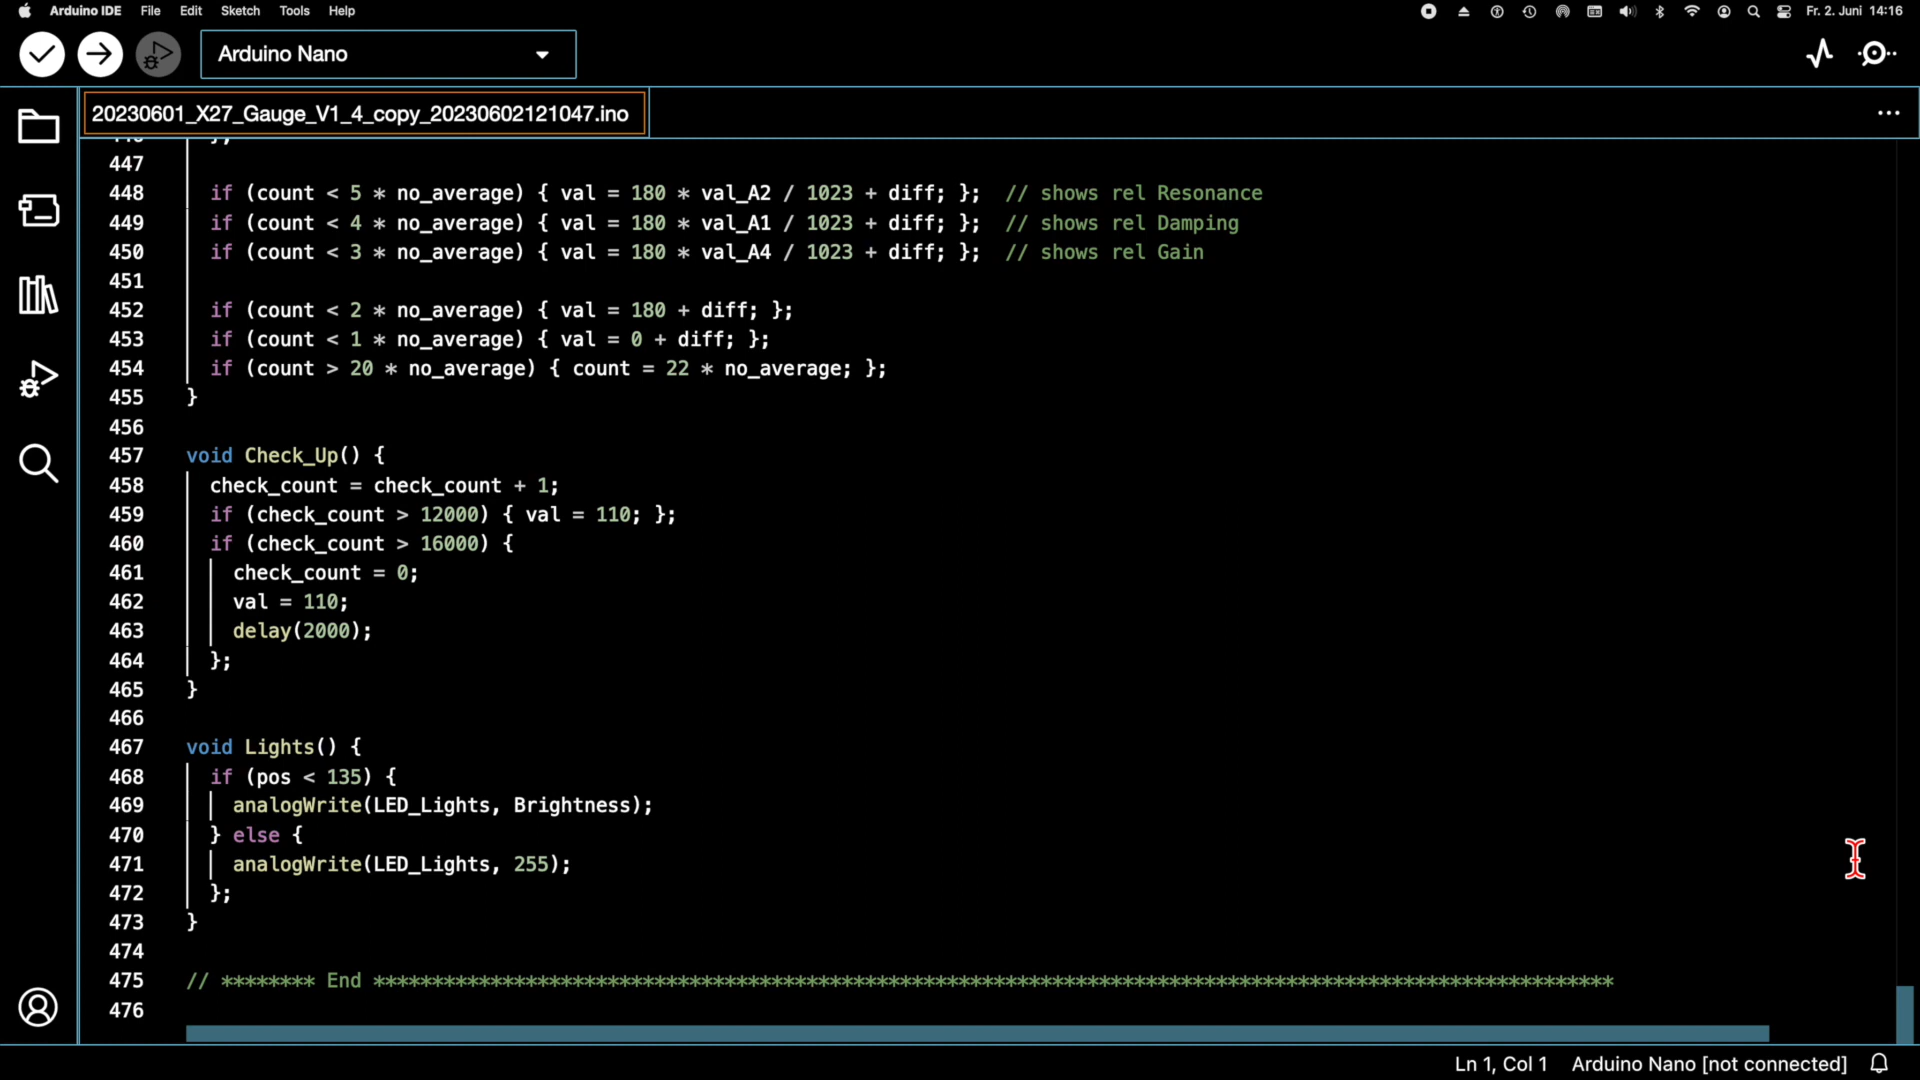 Arduino IDE File Edit Sketch Tools Help Fr. 2. Juni 14:16
Arduino Nano
20230601_X27_Gauge_V1_4_copy_20230602121047.ino
447
448 if (count < 5 * no_average) { val = 180 * val_A2 / 1023 + diff; }; // shows rel Resonance
449 if (count < 4 * no_average) { val = 180 * val_A1 / 1023 + diff; }; // shows rel Damping
450 if (count < 3 * no_average) { val = 180 * val_A4 / 1023 + diff; }; // shows rel Gain
451
452 if (count < 2 * no_average) { val = 180 + diff; };
453 if (count < 1 * no_average) { val = 0 + diff; };
454 if (count > 20 * no_average) { count = 22 * no_average; };
455 }
456
457 void Check_Up() {
458 check_count = check_count + 1;
459 if (check_count > 12000) { val = 110; };
460 if (check_count > 16000) {
461 check_count = 0;
462 val = 110;
463 delay(2000);
464 };
465 }
466
467 void Lights() {
468 if (pos < 135) {
469 analogWrite(LED_Lights, Brightness);
470 } else {
471 analogWrite(LED_Lights, 255);
472 };
473 }
474
475 // ******** End **********************************************************************************************************
476
Ln 1, Col 1 Arduino Nano [not connected]